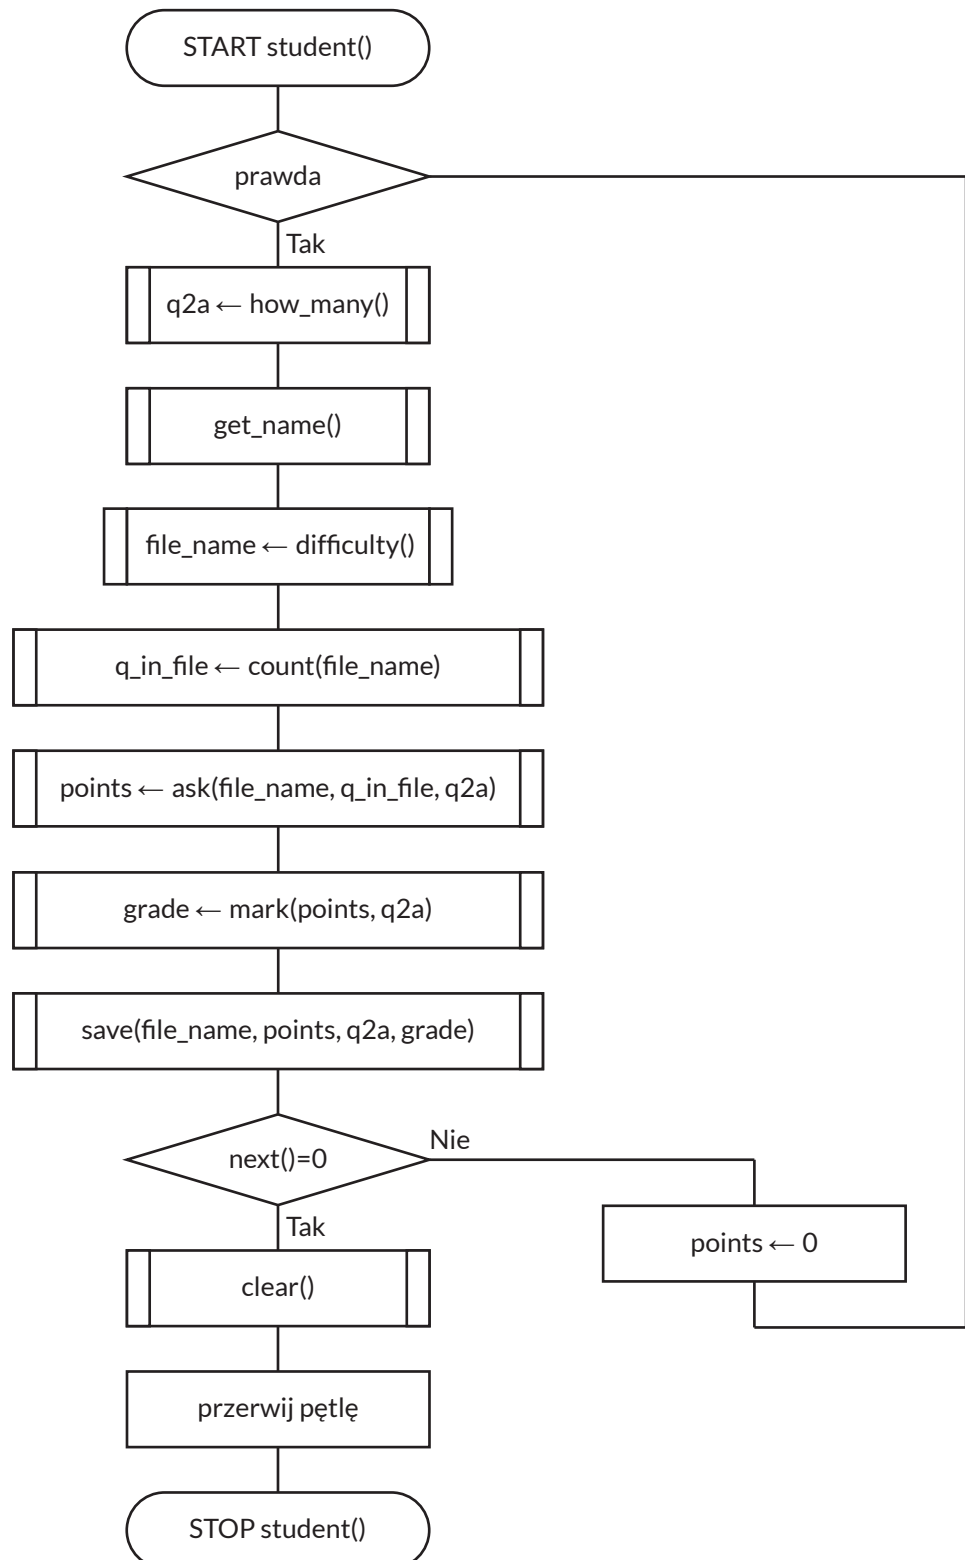 START student()
prawda
Tak
q2a ← how_many()
get_name()
file_name ← difficulty()
q_in_file ← count(file_name)
points ← ask(file_name, q_in_file, q2a)
grade ← mark(points, q2a)
save(file_name, points, q2a, grade)
next()=0
Nie
Tak
points ← 0
clear()
przerwij pętlę
STOP student()